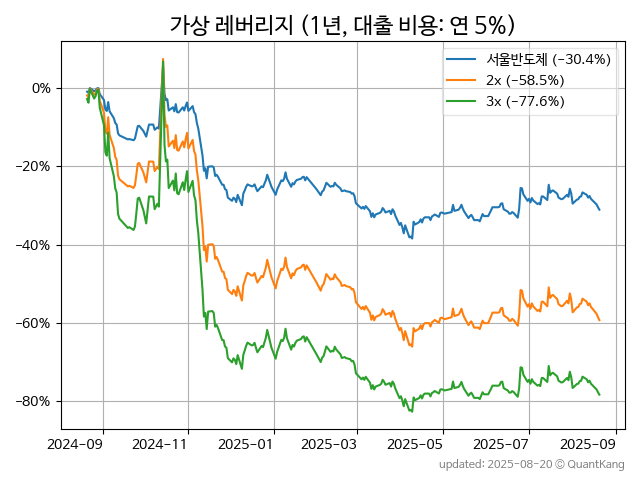 가상 레버리지 (1년, 대출 비용: 연 5%)
서울반도체 (-30.4%)
2x (-58.5%)
3x (-77.6%)
0%
-20%
-40%
-60%
-80%
2024-09 2024-11 2025-01 2025-03 2025-05 2025-07 2025-09
updated: 2025-08-20 © QuantKang